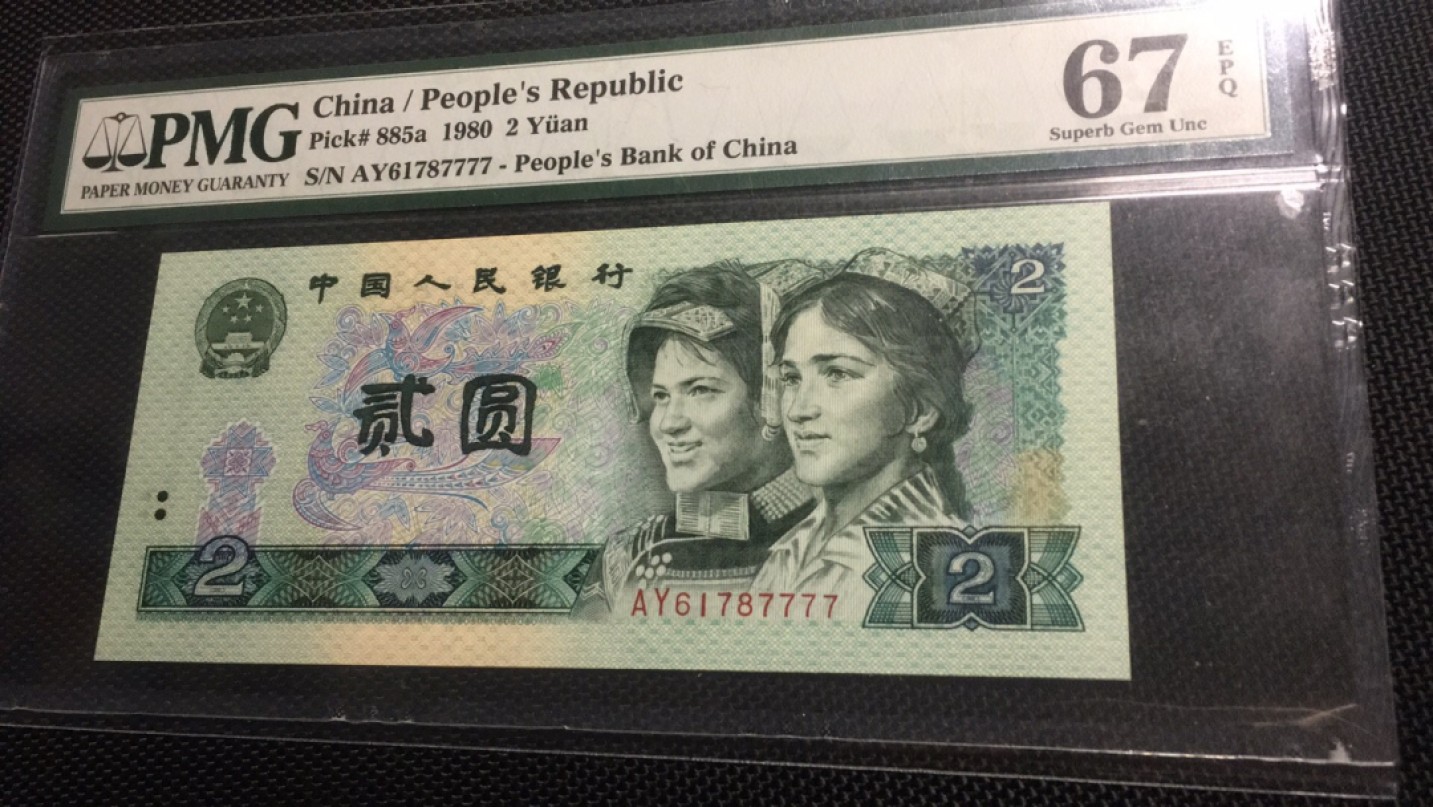 PMG
PAPER MONEY GUARANTY
China / People's Republic
Pick# 885a 1980 2 Yüan
S/N AY61787777 - People's Bank of China
67
EPQ
Superb Gem Unc
中国人民银行
2
贰圆
2
2
AY61787777